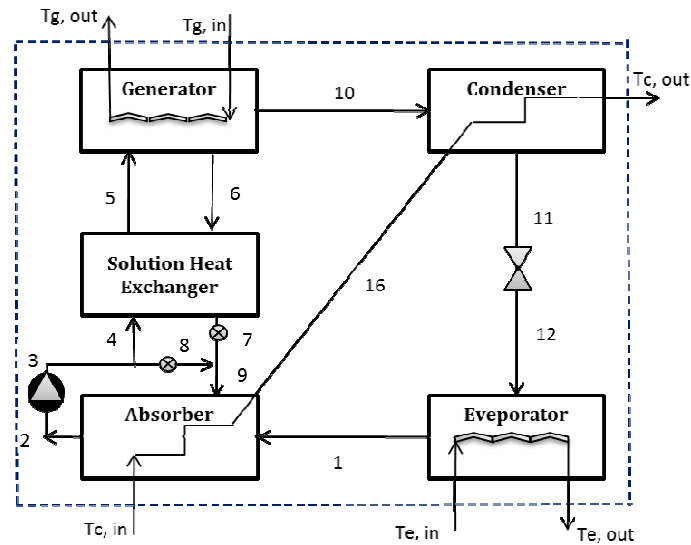 Tg, out
Tg, in
Generator
10
Condenser
Tc, out
5
6
11
Solution Heat
Exchanger
16
4
8
7
12
3
9
Absorber
Eveporator
2
1
Tc, in
Te, in
Te, out